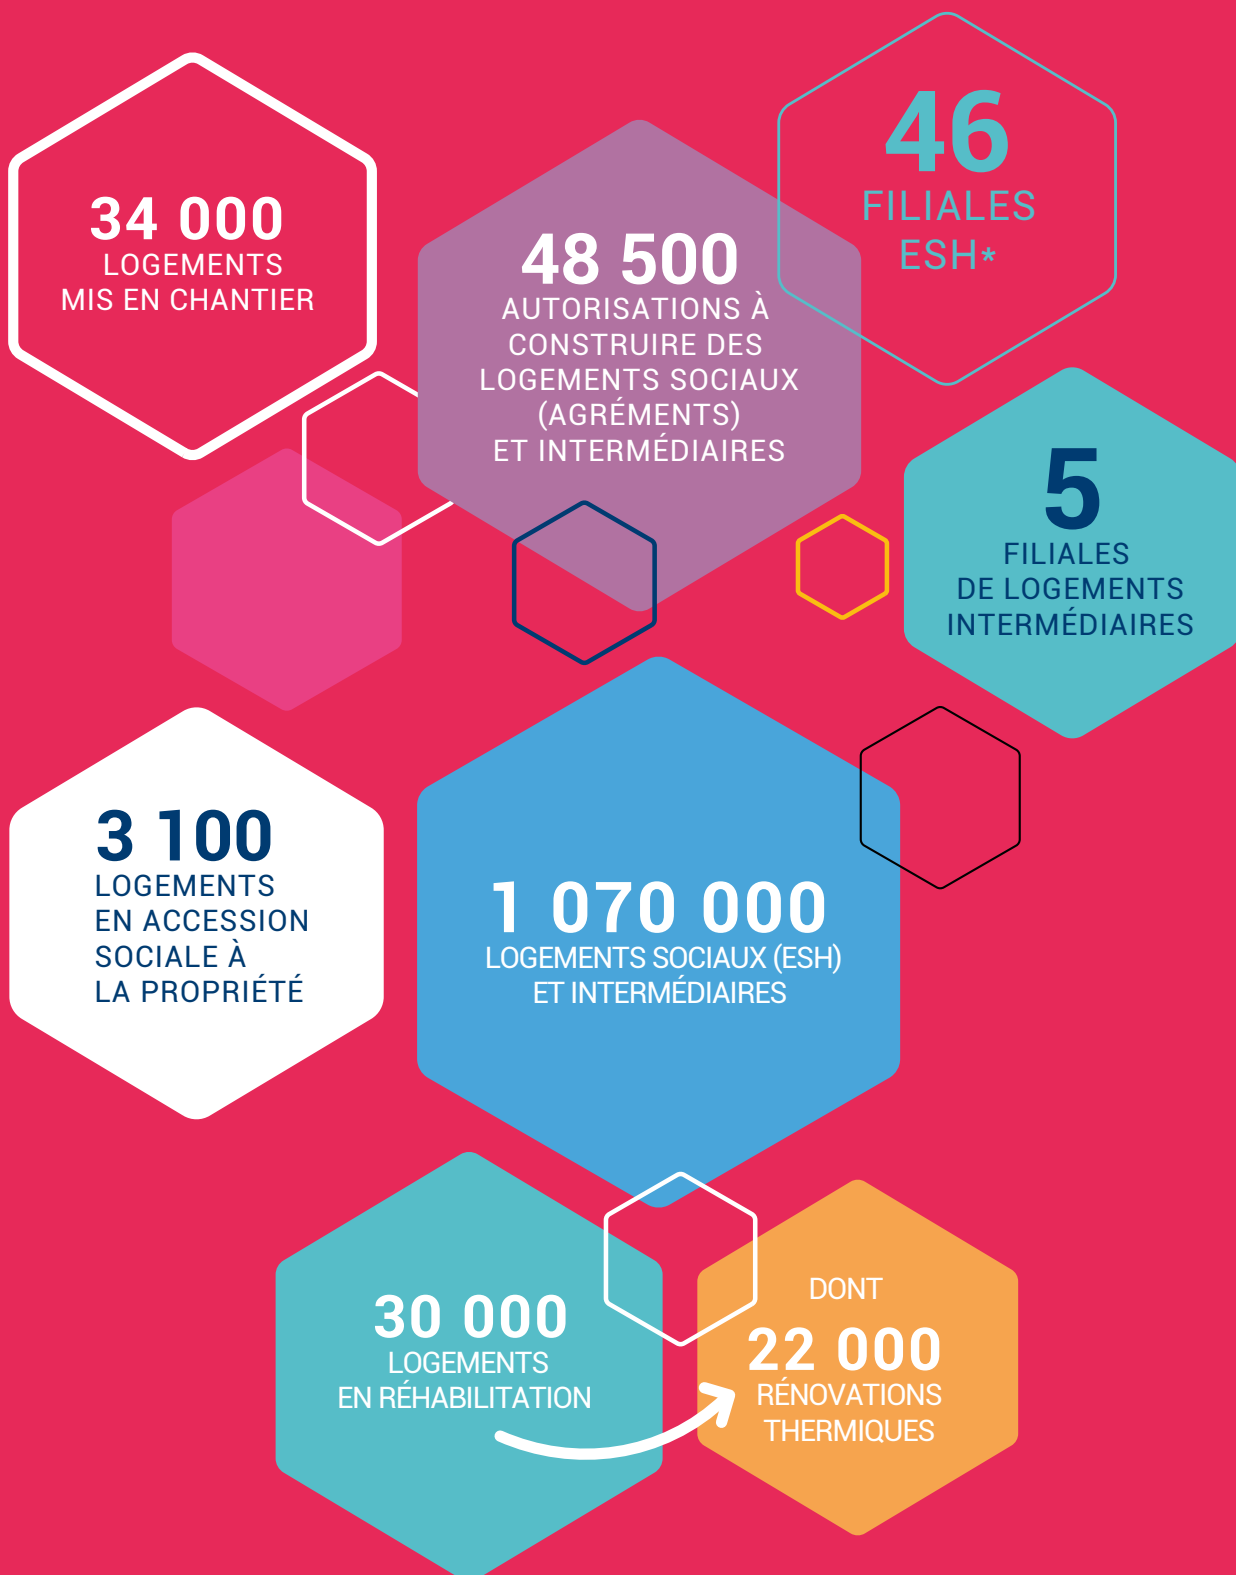 34 000
LOGEMENTS
MIS EN CHANTIER
48 500
AUTORISATIONS À
CONSTRUIRE DES
LOGEMENTS SOCIAUX
(AGRÉMENTS)
ET INTERMÉDIAIRES
46
FILIALES
ESH*
5
FILIALES
DE LOGEMENTS
INTERMÉDIAIRES
3 100
LOGEMENTS
EN ACCESSION
SOCIALE À
LA PROPRIÉTÉ
1 070 000
LOGEMENTS SOCIAUX (ESH)
ET INTERMÉDIAIRES
30 000
LOGEMENTS
EN RÉHABILITATION
DONT
22 000
RÉNOVATIONS
THERMIQUES